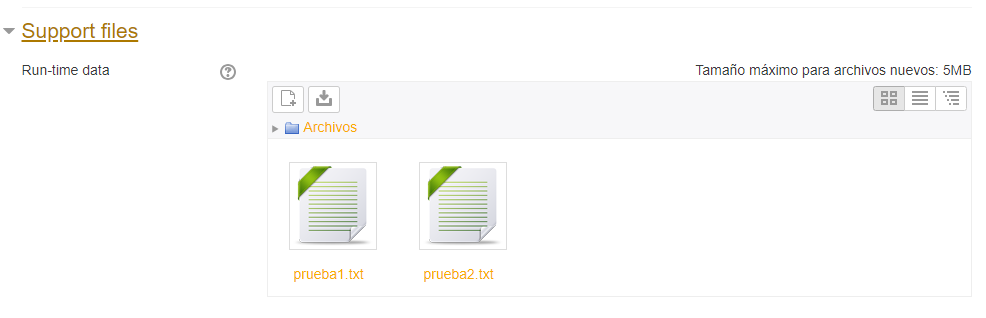 Support files
Run-time data
Tamaño máximo para archivos nuevos: 5MB
Archivos
prueba1.txt
prueba2.txt